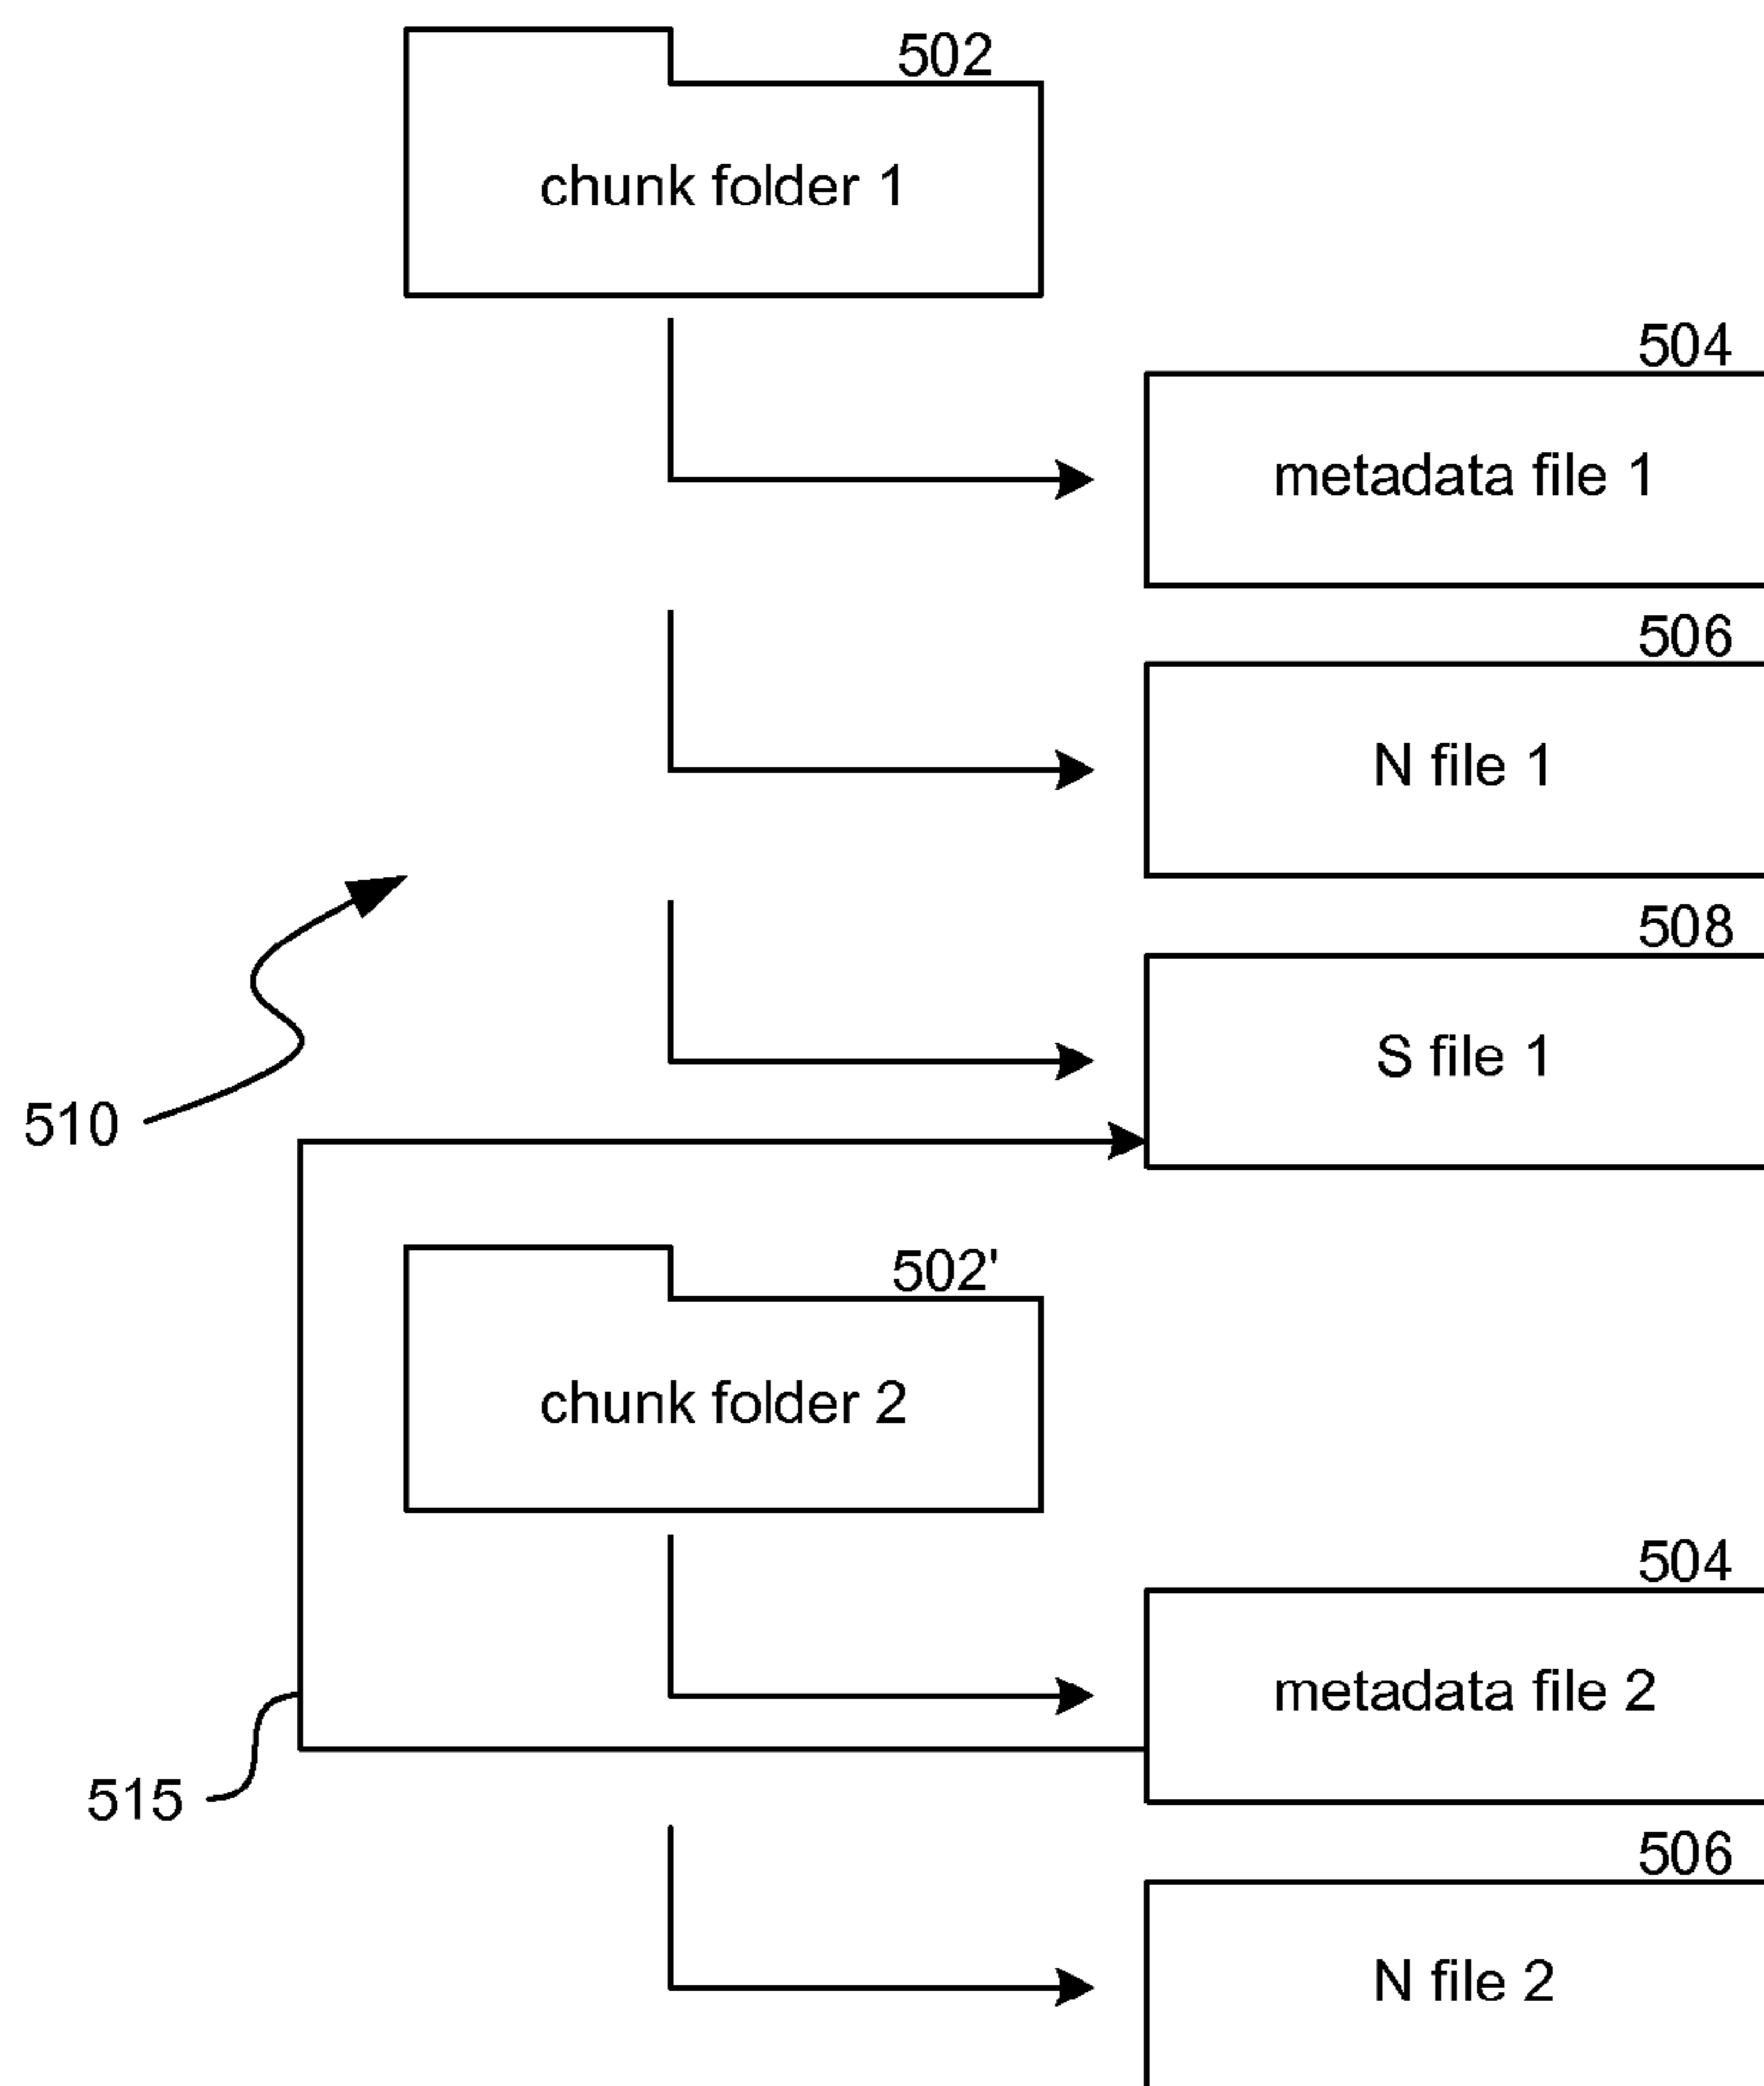 502
chunk folder 1
504
metadata file 1
506
N file 1
508
S file 1
510
502'
chunk folder 2
504
metadata file 2
515
506
N file 2